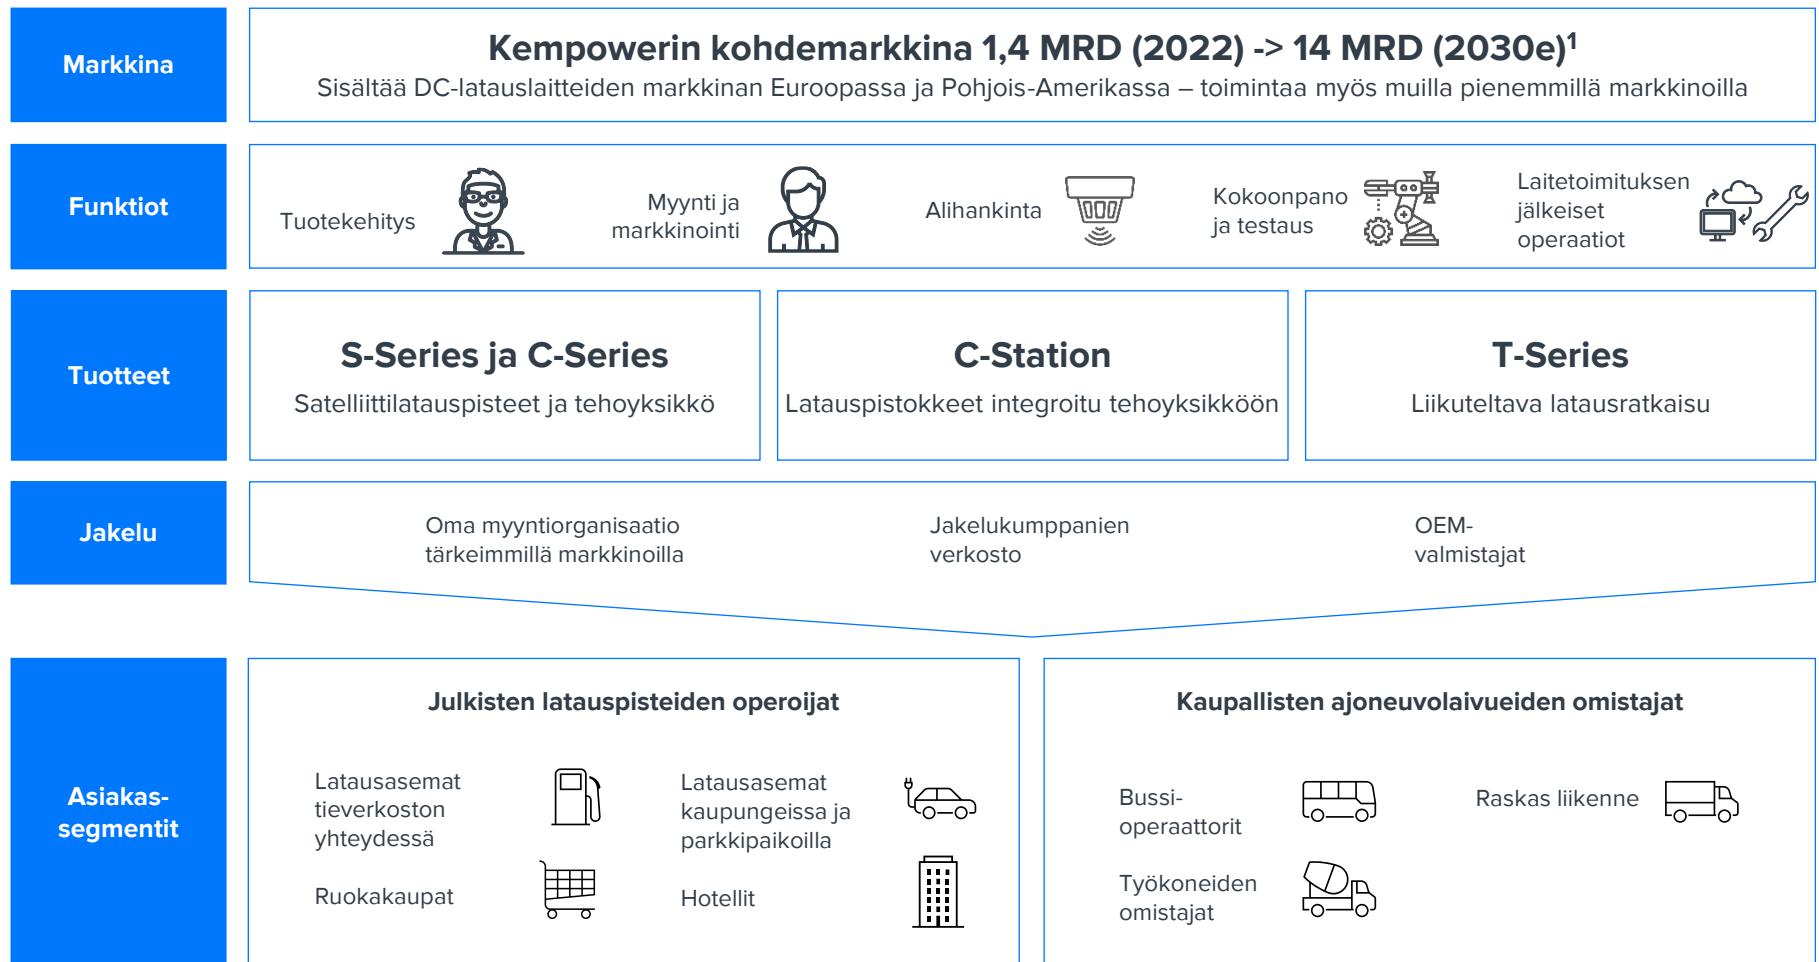 Markkina
Kempowerin kohdemarkkina 1,4 MRD (2022) -> 14 MRD (2030e)¹
Sisältää DC-latauslaitteiden markkinan Euroopassa ja Pohjois-Amerikassa – toimintaa myös muilla pienemmillä markkinoilla
Funktiot
Tuotekehitys
Myynti ja
markkinointi
Alihankinta
Kokoonpano
ja testaus
Laitetoimituksen
jälkeiset
operaatiot
Tuotteet
S-Series ja C-Series
Satelliittilatauspisteet ja tehoyksikkö
C-Station
Latauspistokkeet integroitu tehoyksikköön
T-Series
Liikuteltava latausratkaisu
Jakelu
Oma myyntiorganisaatio
tärkeimmillä markkinoilla
Jakelukumppanien
verkosto
OEM-
valmistajat
Asiakas-
segmentit
Julkisten latauspisteiden operoijat
Latausasemat
tieverkoston
yhteydessä
Latausasemat
kaupungeissa ja
parkkipaikoilla
Ruokakaupat
Hotellit
Kaupallisten ajoneuvolaivueiden omistajat
Bussi-
operaattorit
Raskas liikenne
Työkoneiden
omistajat